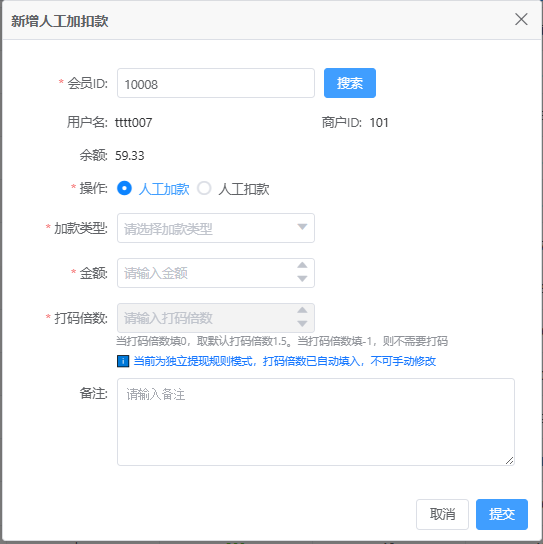 新增人工加扣款
* 会员ID: 10008 搜索
用户名: tttt007 商户ID: 101
余额: 59.33
* 操作: 人工加款 人工扣款
* 加款类型: 请选择加款类型
* 金额: 请输入金额
* 打码倍数: 请输入打码倍数
当打码倍数填0，取默认打码倍数1.5。当打码倍数填-1，则不需要打码
i 当前为独立提现规则模式，打码倍数已自动填入，不可手动修改
备注: 请输入备注
取消 提交